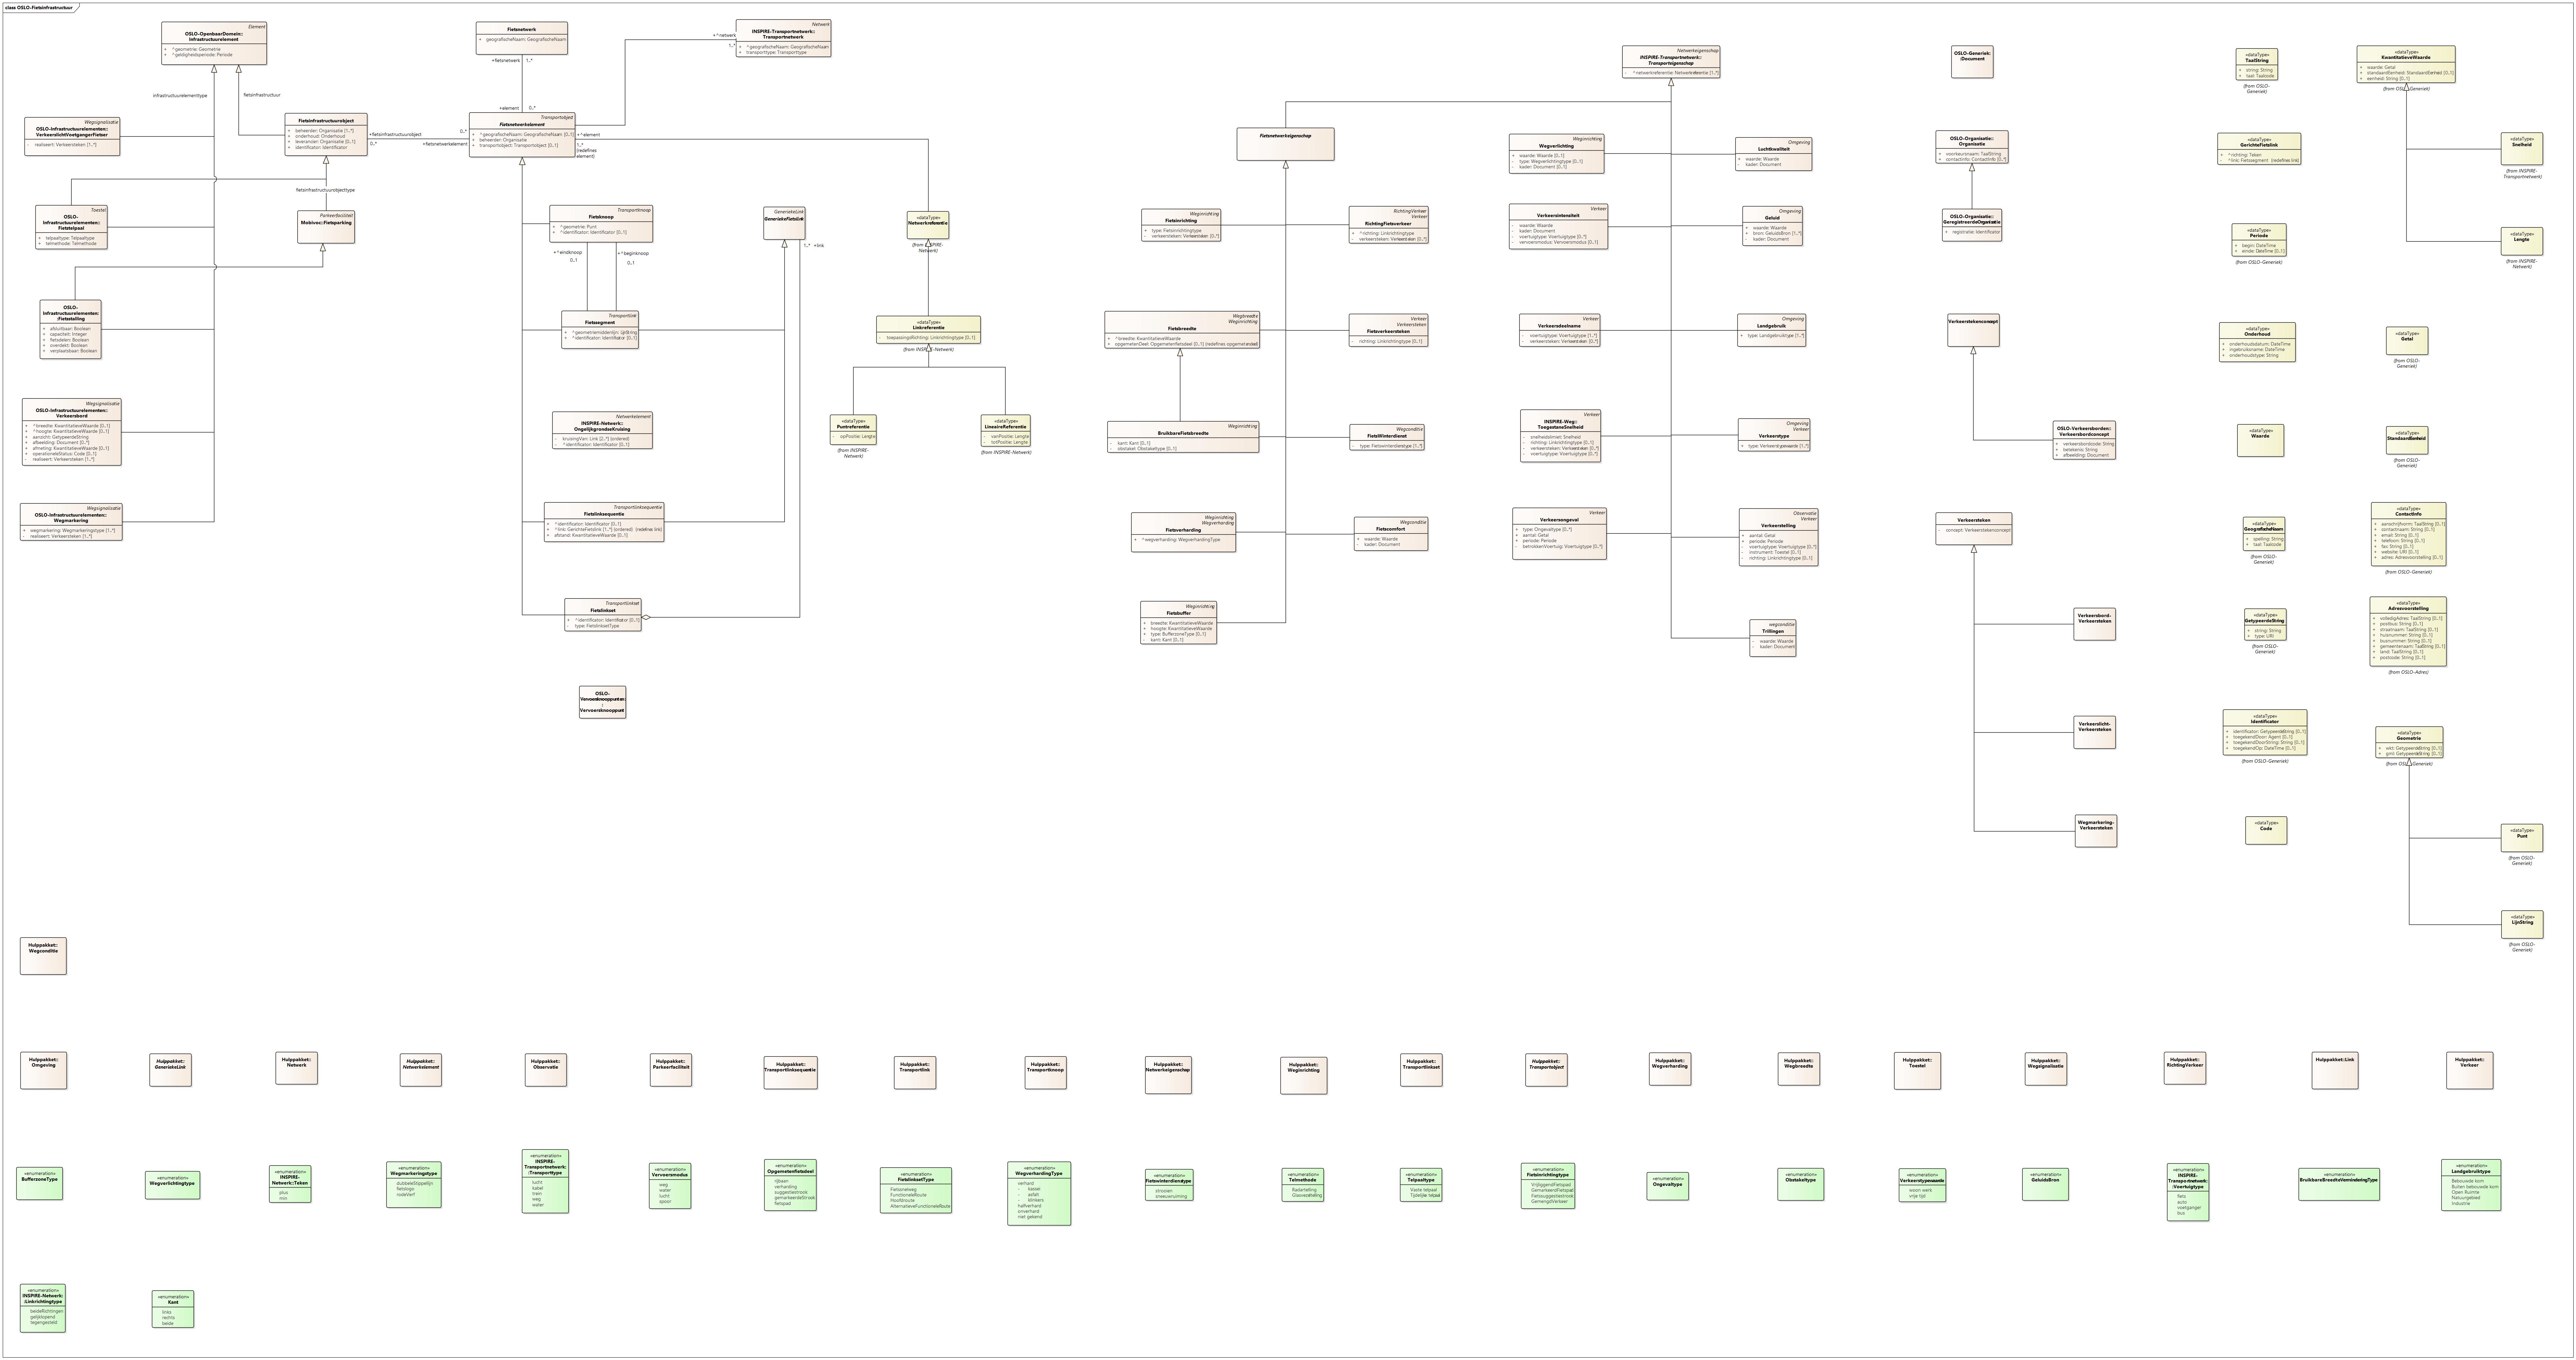 class OSLO-Fietsinfrastructuur
Element
OSLO-OpenbaarDomein::
Infrastructuurelement
+ ^geometrie: Geometrie
+ ^geldigheidsperiode: Periode
Fietsnetwerk
+ geografischeNaam: GeografischeNaam
Netwerk
INSPIRE-Transportnetwerk::
Transportnetwerk
+ ^geografischeNaam: GeografischeNaam
+ transporttype: Transporttype
+^netwerk
1..*
+fietsnetwerk 1..*
+element 0..*
infrastructuurelementtype
fietsinfrastructuur
Wegsignalisatie
OSLO-Infrastructuurelementen::
VerkeerslichtVoetgangerFietser
- realiseert: Verkeersteken [1..*]
Fietsinfrastructuurobject
+ beheerder: Organisatie [1..*]
+ onderhoud: Onderhoud
+ leverancier: Organisatie [0..1]
+ identificator: Identificator
+fietsinfrastructuurobject
0..*
0..*
+fietsnetwerkelement
Transportobject
Fietsnetwerkelement
+ ^geografischeNaam: GeografischeNaam [0..1]
+ beheerder: Organisatie
+ transportobject: Transportobject [0..1]
+^element
1..*
(redefines
element)
fietsinfrastructuurobjecttype
Toestel
OSLO-
Infrastructuurelementen::
Fietstelpaal
+ telpaaltype: Telpaaltype
+ telmethode: Telmethode
Parkeerfaciliteit
Mobivoc::Fietsparking
OSLO-
Infrastructuurelementen:
:Fietsstalling
+ afsluitbaar: Boolean
+ capaciteit: Integer
+ fietsdelen: Boolean
+ overdekt: Boolean
+ verplaatsbaar: Boolean
Wegsignalisatie
OSLO-Infrastructuurelementen::
Verkeersbord
+ ^breedte: KwantitatieveWaarde [0..1]
+ ^hoogte: KwantitatieveWaarde [0..1]
+ aanzicht: GetypeerdeString
+ afbeelding: Document [0..*]
+ afmeting: KwantitatieveWaarde [0..1]
+ operationeleStatus: Code [0..1]
- realiseert: Verkeersteken [1..*]
Wegsignalisatie
OSLO-Infrastructuurelementen::
Wegmarkering
+ wegmarkering: Wegmarkeringstype [1..*]
- realiseert: Verkeersteken [1..*]
Transportknoop
Fietsknoop
+ ^geometrie: Punt
+ ^identificator: Identificator [0..1]
+^eindknoop
0..1
+^beginknoop
0..1
GeneriekeLink
GeneriekeFietslink
1..* +link
Transportlink
Fietssegment
+ ^geometriemiddenlijn: LijnString
+ ^identificator: Identificator [0..1]
Netwerkelement
INSPIRE-Netwerk::
OngelijkgrondseKruising
- kruisingVan: Link [2..*] {ordered}
- ^identificator: Identificator [0..1]
Transportlinksequentie
Fietslinksequentie
+ ^identificator: Identificator [0..1]
+ ^link: GerichteFietslink [1..*] {ordered} {redefines link}
+ afstand: KwantitatieveWaarde [0..1]
Transportlinkset
Fietslinkset
+ ^identificator: Identificator [0..1]
- type: FietslinksetType
OSLO-
Vervoersknooppunten:
:
Vervoersknooppunt
«dataType»
Netwerkreferentie
(from INSPIRE-
Netwerk)
«dataType»
Linkreferentie
- toepassingsRichting: Linkrichtingtype [0..1]
(from INSPIRE-Netwerk)
«dataType»
Puntreferentie
- opPositie: Lengte
(from INSPIRE-
Netwerk)
«dataType»
LineaireReferentie
- vanPositie: Lengte
- totPositie: Lengte
(from INSPIRE-Netwerk)
Netwerkeigenschap
INSPIRE-Transportnetwerk::
Transporteigenschap
- ^netwerkreferentie: Netwerkreferentie [1..*]
Fietsnetwerkeigenschap
Weginrichting
Fietsinrichting
+ type: Fietsinrichtingtype
- verkeersteken: Verkeersteken [0..*]
RichtingVerkeer
Verkeer
RichtingFietsverkeer
+ ^richting: Linkrichtingtype
- verkeersteken: Verkeersteken [0..*]
Wegbreedte
Weginrichting
Fietsbreedte
+ ^breedte: KwantitatieveWaarde
+ opgemetenDeel: Opgemetenfietsdeel [0..1] {redefines opgemetendeel}
Verkeer
Verkeersteken
Fietsverkeersteken
- richting: Linkrichtingtype [0..1]
Weginrichting
BruikbareFietsbreedte
- kant: Kant [0..1]
- obstakel: Obstakeltype [0..1]
Wegconditie
FietsWinterdienst
- type: Fietswinterdienstype [1..*]
Weginrichting
Wegverharding
Fietsverharding
+ ^wegverharding: WegverhardingType
Wegconditie
Fietscomfort
+ waarde: Waarde
- kader: Document
Weginrichting
Fietsbuffer
+ breedte: KwantitatieveWaarde
+ hoogte: KwantitatieveWaarde
+ type: BufferzoneType [0..1]
- kant: Kant [0..1]
Weginrichting
Wegverlichting
+ waarde: Waarde [0..1]
- type: Wegverlichtingtype [0..1]
- kader: Document [0..1]
Omgeving
Luchtkwaliteit
+ waarde: Waarde
- kader: Document
Verkeer
Verkeersintensiteit
- waarde: Waarde
- kader: Document
- voertuigtype: Voertuigtype [0..*]
- vervoersmodus: Vervoersmodus [0..1]
Omgeving
Geluid
+ waarde: Waarde
+ bron: GeluidsBron [1..*]
- kader: Document
Verkeer
Verkeersdeelname
- voertuigtype: Voertuigtype [1..*]
- verkeersteken: Verkeersteken [0..*]
Omgeving
Landgebruik
+ type: Landgebruiktype [1..*]
Verkeer
INSPIRE-Weg::
ToegestaneSnelheid
- snelheidslimiet: Snelheid
- richting: Linkrichtingtype [0..1]
- verkeersteken: Verkeersteken [0..*]
- voertuigtype: Voertuigtype [0..*]
Omgeving
Verkeer
Verkeerstype
+ type: Verkeerstypewaarde [1..*]
Verkeer
Verkeersongeval
+ type: Ongevaltype [0..*]
+ aantal: Getal
+ periode: Periode
- betrokkenVoertuig: Voertuigtype [0..*]
Observatie
Verkeer
Verkeerstelling
+ aantal: Getal
+ periode: Periode
- voertuigtype: Voertuigtype [0..*]
- instrument: Toestel [0..*]
- richting: Linkrichtingtype [0..1]
wegconditie
Trillingen
- waarde: Waarde
- kader: Document
OSLO-Generiek:
:Document
OSLO-Organisatie::
Organisatie
+ voorkeursnaam: TaalString
+ contactinfo: ContactInfo [0..*]
OSLO-Organisatie::
GeregistreerdeOrganisatie
+ registratie: Identificator
Verkeerstekenconcept
OSLO-Verkeersborden::
Verkeersbordconcept
+ verkeersbordcode: String
+ betekenis: String
+ afbeelding: Document
Verkeersteken
- concept: Verkeerstekenconcept
Verkeersbord-
Verkeersteken
Verkeerslicht-
Verkeersteken
Wegmarkering-
Verkeersteken
«dataType»
TaalString
+ string: String
+ taal: Taalcode
(from OSLO-
Generiek)
«dataType»
GerichteFietslink
+ ^richting: Teken
- ^link: Fietssegment {redefines link}
«dataType»
Periode
+ begin: DateTime
+ einde: DateTime [0..1]
(from OSLO-Generiek)
«dataType»
Onderhoud
+ onderhoudsdatum: DateTime
+ ingebruikname: DateTime
+ onderhoudstype: String
«dataType»
Waarde
«dataType»
GeografischeNaam
+ spelling: String
+ taal: Taalcode
(from OSLO-
Generiek)
«dataType»
GetypeerdeString
+ string: String
+ type: URI
(from OSLO-
Generiek)
«dataType»
Identificator
+ identificator: GetypeerdeString [0..1]
+ toegekendDoor: Agent [0..1]
+ toegekendDoorString: String [0..1]
+ toegekendOp: DateTime [0..1]
(from OSLO-Generiek)
«dataType»
Code
«dataType»
KwantitatieveWaarde
+ waarde: Getal
+ standaardEenheid: StandaardEenheid [0..1]
+ eenheid: String [0..1]
(from OSLO-Generiek)
«dataType»
Snelheid
(from INSPIRE-
Transportnetwerk)
«dataType»
Lengte
(from INSPIRE-
Netwerk)
«dataType»
Getal
(from OSLO-
Generiek)
«dataType»
StandaardEenheid
(from OSLO-
Generiek)
«dataType»
ContactInfo
+ aanschrijfvorm: TaalString [0..1]
+ contactnaam: String [0..1]
+ email: String [0..1]
+ telefoon: String [0..1]
+ fax: String [0..1]
+ website: URI [0..1]
+ adres: Adresvoorstelling [0..1]
(from OSLO-Generiek)
«dataType»
Adresvoorstelling
+ volledigAdres: TaalString [0..1]
+ postbus: String [0..1]
+ straatnaam: TaalString [0..1]
+ huisnummer: String [0..1]
+ busnummer: String [0..1]
+ gemeentenaam: TaalString [0..1]
+ land: TaalString [0..1]
+ postcode: String [0..1]
(from OSLO-Adres)
«dataType»
Geometrie
+ wkt: GetypeerdeString [0..1]
+ gml: GetypeerdeString [0..1]
(from OSLO-Generiek)
«dataType»
Punt
(from OSLO-
Generiek)
«dataType»
LijnString
(from OSLO-
Generiek)
Hulppakket::
Wegconditie
Hulppakket::
Omgeving
Hulppakket::
GeneriekeLink
Hulppakket::
Netwerk
Hulppakket::
Netwerkelement
Hulppakket::
Observatie
Hulppakket::
Parkeerfaciliteit
Hulppakket::
Transportlinksequentie
Hulppakket::
Transportlink
Hulppakket::
Transportknoop
Hulppakket::
Netwerkeigenschap
Hulppakket::
Weginrichting
Hulppakket::
Transportlinkset
Hulppakket::
Transportobject
Hulppakket::
Wegverharding
Hulppakket::
Wegbreedte
Hulppakket::
Toestel
Hulppakket::
Wegsignalisatie
Hulppakket::
RichtingVerkeer
Hulppakket::Link
Hulppakket::
Verkeer
«enumeration»
BufferzoneType
«enumeration»
Wegverlichtingtype
«enumeration»
INSPIRE-
Netwerk::Teken
plus
min
«enumeration»
Wegmarkeringstype
dubbeleStippellijn
fietslogo
rodeVerf
«enumeration»
INSPIRE-
Transportnetwerk:
:Transporttype
lucht
kabel
trein
weg
water
«enumeration»
Vervoersmodus
weg
water
lucht
spoor
«enumeration»
Opgemetenfietsdeel
rijbaan
verharding
suggestiestrook
gemarkeerdeStrook
fietspad
«enumeration»
FietslinksetType
Fietssnelweg
FunctioneleRoute
Hoofdroute
AlternatieveFunctioneleRoute
«enumeration»
WegverhardingType
verhard
- kassei
- asfalt
- klinkers
halfverhard
onverhard
niet gekend
«enumeration»
Fietswinterdienstype
strooien
sneeuwruiming
«enumeration»
Telmethode
Radartelling
Glasvezeltelling
«enumeration»
Telpaaltype
Vaste telpaal
Tijdelijke telpaal
«enumeration»
Fietsinrichtingtype
VrijliggendFietspad
GemarkeerdFietspad
Fietssuggestiestrook
GemengdVerkeer
«enumeration»
Ongevaltype
«enumeration»
Obstakeltype
«enumeration»
Verkeerstypewaarde
woon werk
vrije tijd
«enumeration»
GeluidsBron
«enumeration»
INSPIRE-
Transportnetwerk:
:Voertuigtype
fiets
auto
voetganger
bus
«enumeration»
BruikbareBreedteVerminderingType
«enumeration»
Landgebruiktype
Bebouwde kom
Buiten bebouwde kom
Open Ruimte
Natuurgebied
Industrie
«enumeration»
INSPIRE-Netwerk:
:Linkrichtingtype
beideRichtingen
gelijklopend
tegengesteld
«enumeration»
Kant
links
rechts
beide